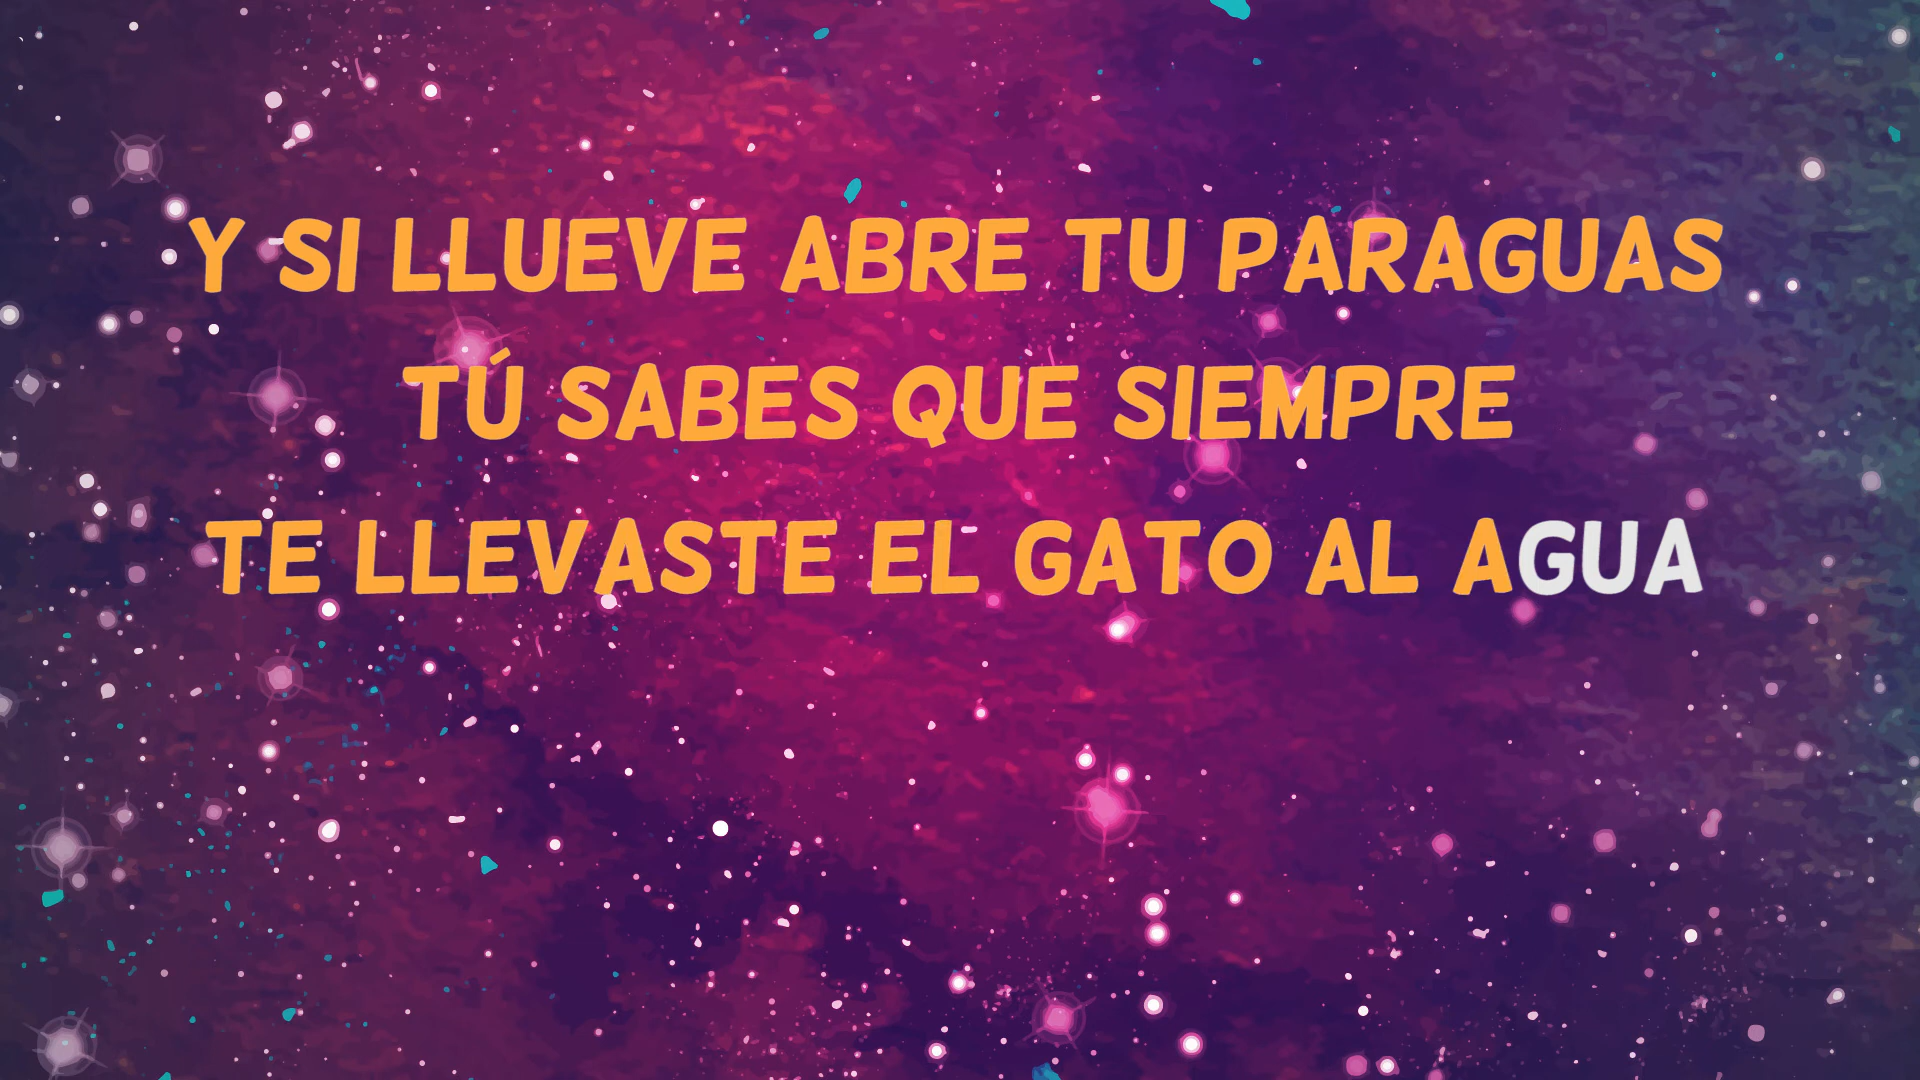 Y SI LLUEVE ABRE TU PARAGUAS
TÚ SABES QUE SIEMPRE
TE LLEVASTE EL GATO AL AGUA